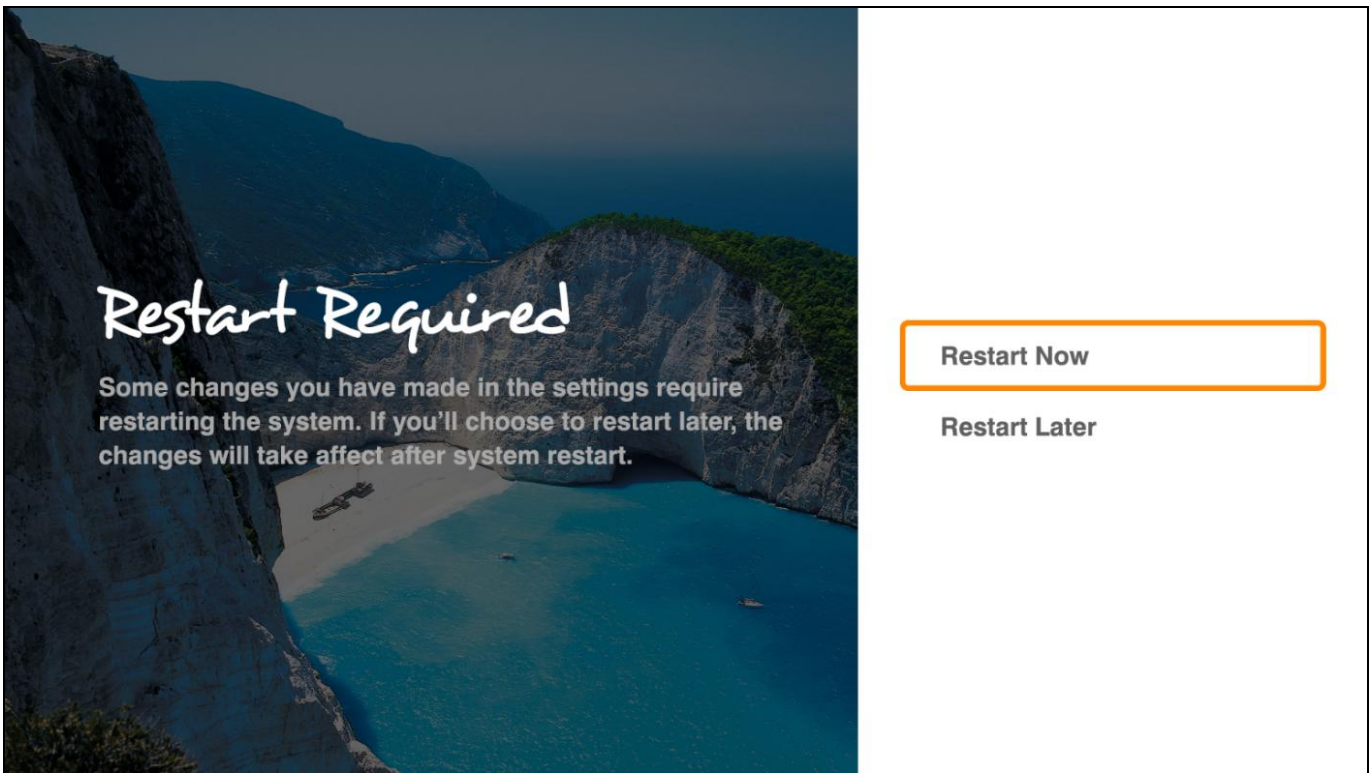 Restart Required
Some changes you have made in the settings require
restarting the system. If you’ll choose to restart later, the
changes will take affect after system restart.
Restart Now
Restart Later